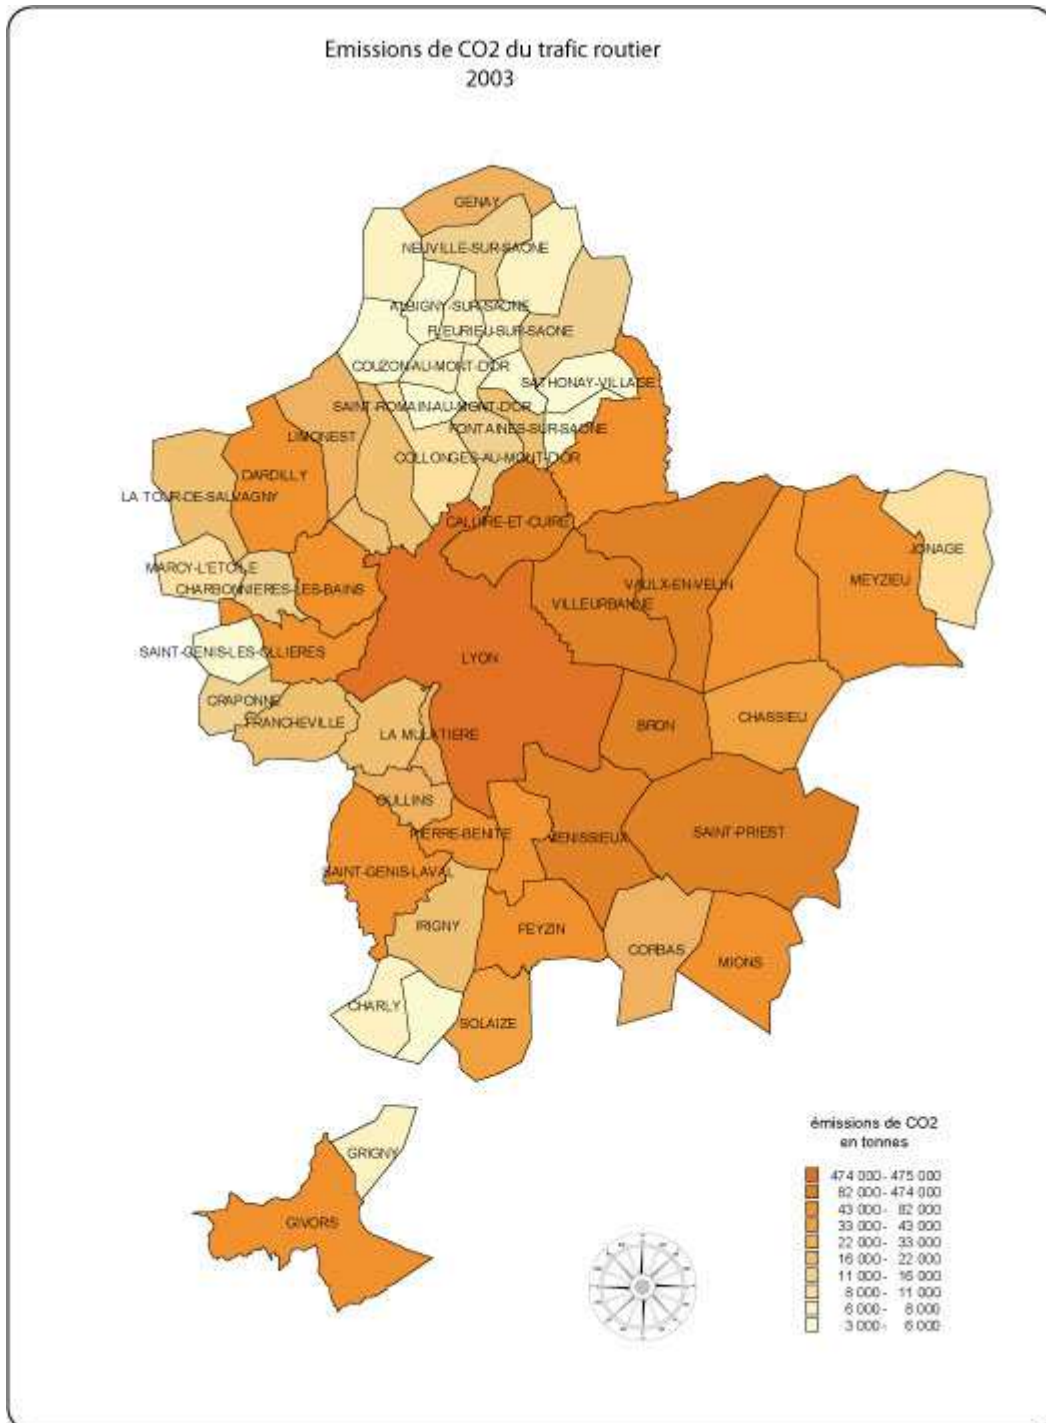 Emissions de CO2 du trafic routier
2003
GENAY
NEUVILLE-SUR-SAONE
ALBIGNY-SUR-SAONE
FLEURIEU-SUR-SAONE
COUZON-AU-MONT-D'OR
SATHONAY-VILLAGE
SAINT-ROMAIN-AU-MONT-D'OR
FONTAINES-SUR-SAONE
LIMONEST
COLLONGES-AU-MONT-D'OR
DARDILLY
LA TOUR-DE-SALVAGNY
CALUIRE-ET-CUIRE
JONAGE
MARCY-L'ETOILE
CHARBONNIERES-LES-BAINS
VAULX-EN-VELIN
MEYZIEU
VILLEURBANNE
SAINT-GENIS-LES-OLLIERES
LYON
CRAPONNE
FRANCHEVILLE
LA MULATIERE
BRON
CHASSIEU
OULLINS
PIERRE-BENITE
VENISSIEUX
SAINT-PRIEST
SAINT-GENIS-LAVAL
IRIGNY
FEYZIN
CORBAS
MIONS
CHARLY
SOLAIZE
GRIGNY
GIVORS
émissions de CO2
en tonnes
474 000 - 475 000
82 000 - 474 000
43 000 - 82 000
33 000 - 43 000
22 000 - 33 000
16 000 - 22 000
11 000 - 16 000
8 000 - 11 000
6 000 - 8 000
3 000 - 6 000